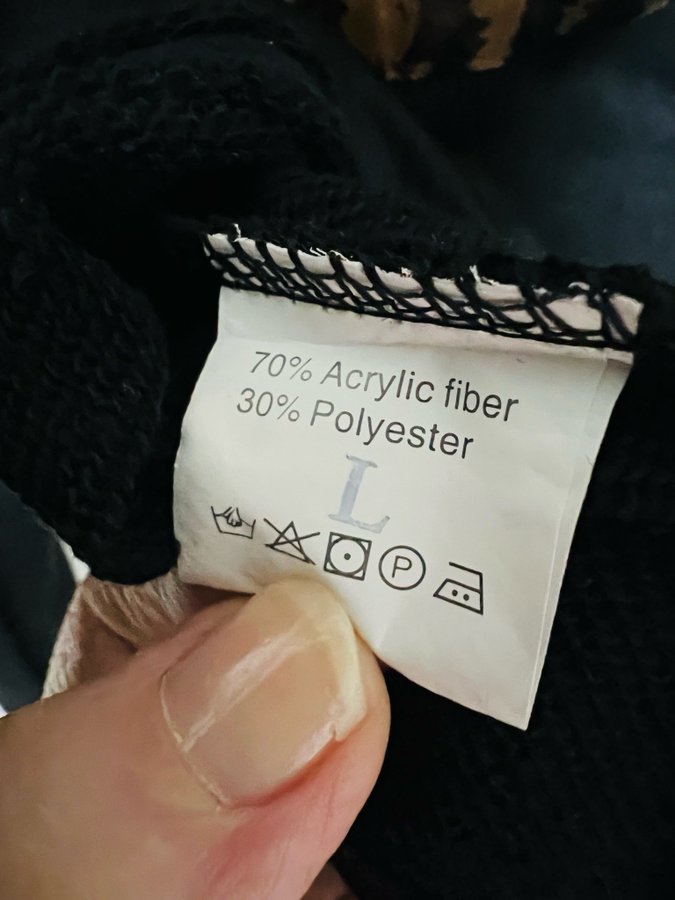 70% Acrylic fiber
30% Polyester
L
P